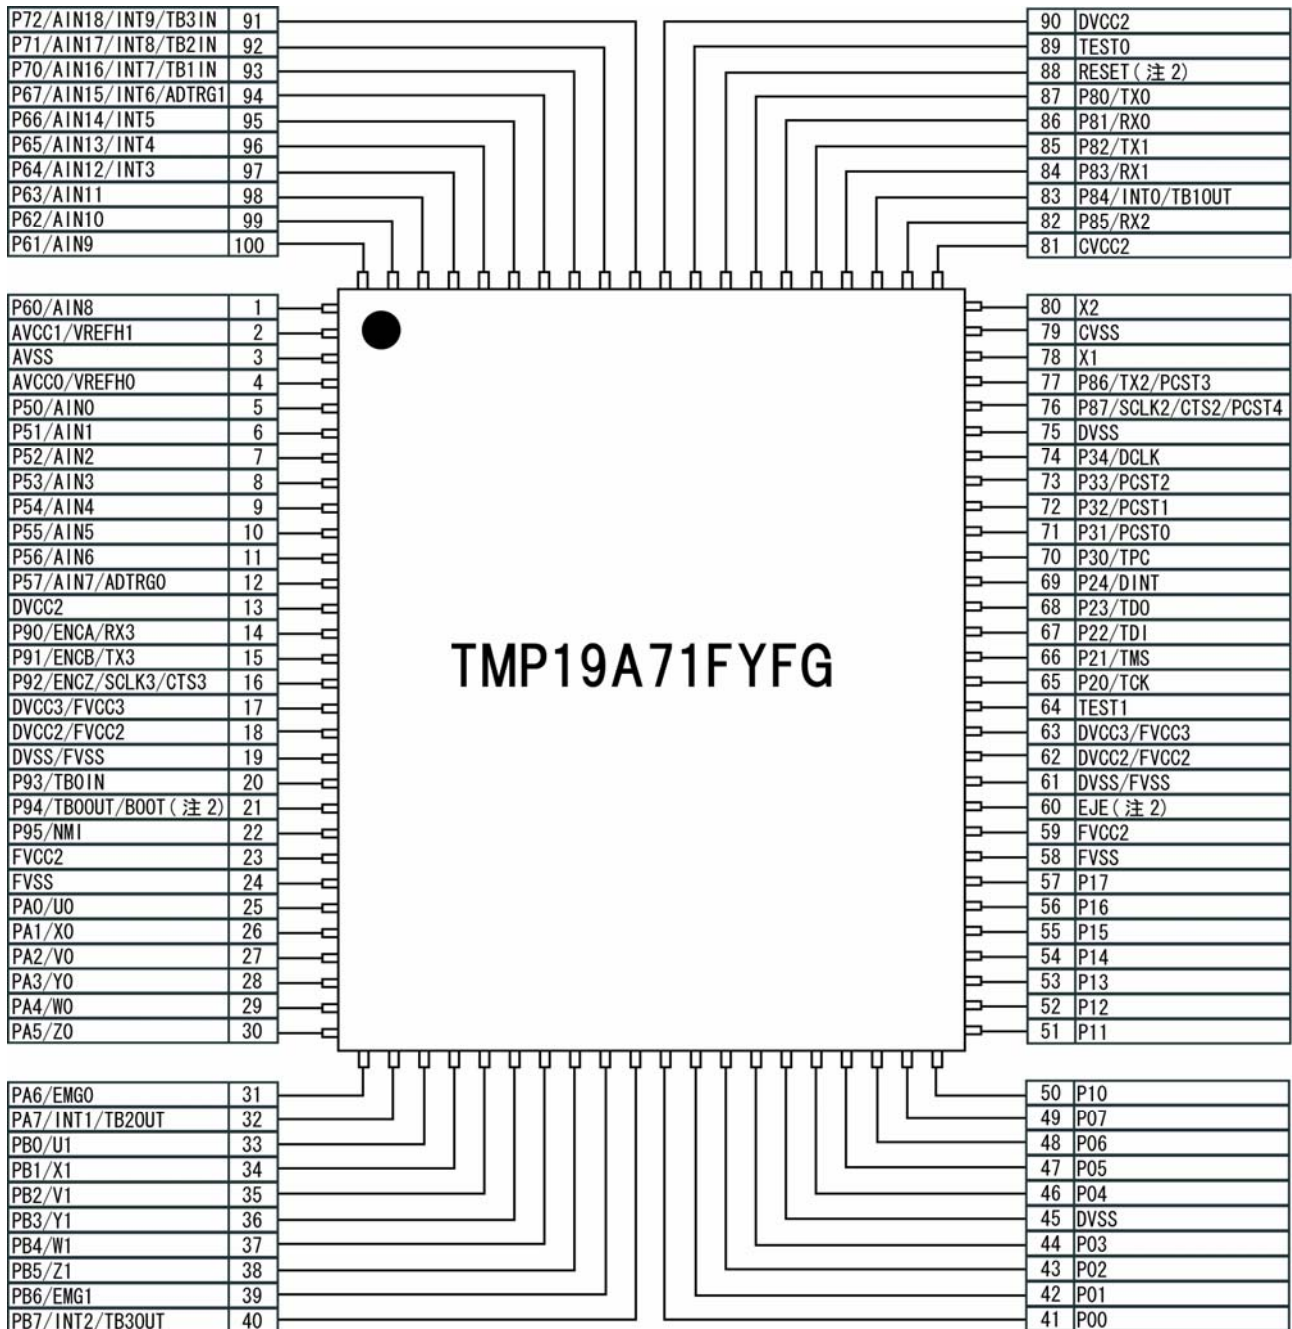 P72/AIN18/INT9/TB3IN 91
P71/AIN17/INT8/TB2IN 92
P70/AIN16/INT7/TB1IN 93
P67/AIN15/INT6/ADTRG1 94
P66/AIN14/INT5 95
P65/AIN13/INT4 96
P64/AIN12/INT3 97
P63/AIN11 98
P62/AIN10 99
P61/AIN9 100
90 DVCC2
89 TEST0
88 RESET(注2)
87 P80/TX0
86 P81/RX0
85 P82/TX1
84 P83/RX1
83 P84/INT0/TB1OUT
82 P85/RX2
81 CVCC2
P60/AIN8 1
AVCC1/VREFH1 2
AVSS 3
AVCC0/VREFH0 4
P50/AIN0 5
P51/AIN1 6
P52/AIN2 7
P53/AIN3 8
P54/AIN4 9
P55/AIN5 10
P56/AIN6 11
P57/AIN7/ADTRG0 12
DVCC2 13
P90/ENCA/RX3 14
P91/ENCB/TX3 15
P92/ENCZ/SCLK3/CTS3 16
DVCC3/FVCC3 17
DVCC2/FVCC2 18
DVSS/FVSS 19
P93/TB0IN 20
P94/TB0OUT/BOOT(注2) 21
P95/NMI 22
FVCC2 23
FVSS 24
PA0/U0 25
PA1/X0 26
PA2/V0 27
PA3/Y0 28
PA4/W0 29
PA5/Z0 30
TMP19A71FYFG
80 X2
79 CVSS
78 X1
77 P86/TX2/PCST3
76 P87/SCLK2/CTS2/PCST4
75 DVSS
74 P34/DCLK
73 P33/PCST2
72 P32/PCST1
71 P31/PCST0
70 P30/TPC
69 P24/DINT
68 P23/TDO
67 P22/TDI
66 P21/TMS
65 P20/TCK
64 TEST1
63 DVCC3/FVCC3
62 DVCC2/FVCC2
61 DVSS/FVSS
60 EJE(注2)
59 FVCC2
58 FVSS
57 P17
56 P16
55 P15
54 P14
53 P13
52 P12
51 P11
PA6/EMG0 31
PA7/INT1/TB2OUT 32
PB0/U1 33
PB1/X1 34
PB2/V1 35
PB3/Y1 36
PB4/W1 37
PB5/Z1 38
PB6/EMG1 39
PB7/INT2/TB3OUT 40
50 P10
49 P07
48 P06
47 P05
46 P04
45 DVSS
44 P03
43 P02
42 P01
41 P00